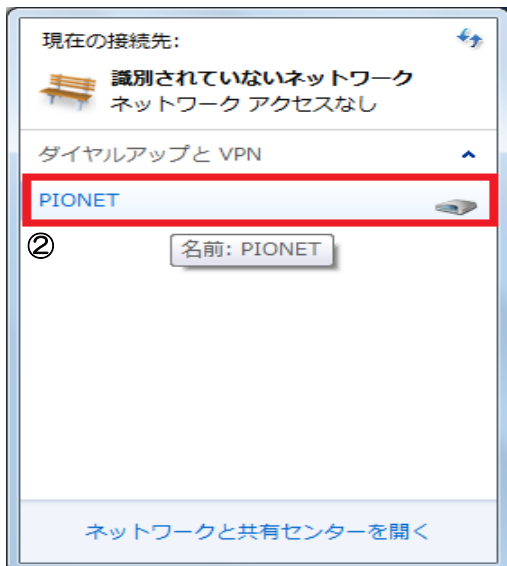 現在の接続先:
識別されていないネットワーク
ネットワーク アクセスなし
ダイヤルアップと VPN
PIONET
②
名前: PIONET
ネットワークと共有センターを開く